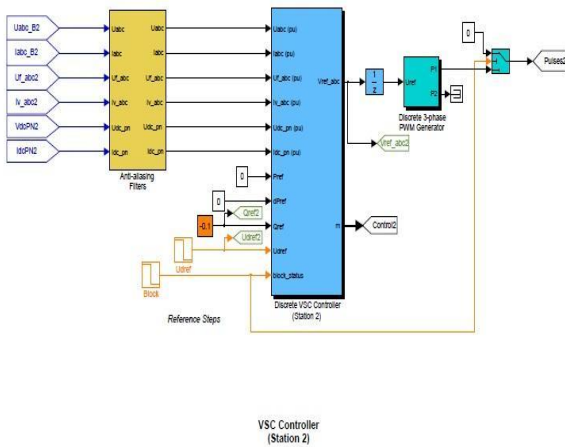 Uabc_B2
Iabc_B2
Uf_abc2
Iv_abc2
VdcPN2
IdcPN2
Uabc
Iabc
Uf_abc
Iv_abc
Udc_pn
Idc_pn
Uabc
Iabc
Uf_abc
Iv_abc
Udc_pn
Idc_pn
Anti-aliasing
Filters
Uabc (pu)
Iabc (pu)
Uf_abc (pu)
Iv_abc (pu)
Udc_pn (pu)
Idc_pn (pu)
Pref
dPref
Qref
Udref
block_status
Vref_abc
m
Discrete VSC Controller
(Station 2)
0
0
-0.1
Qref2
Udref2
Udref
Block
Reference Steps
1
z
Uref
P1
P2
Discrete 3-phase
PWM Generator
Vref_abc2
Control2
0
Pulses2
VSC Controller
(Station 2)